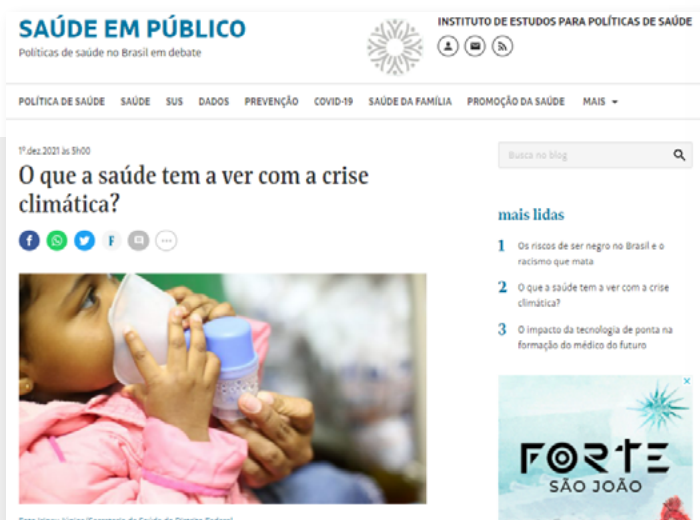 SAÚDE EM PÚBLICO
Políticas de saúde no Brasil em debate
INSTITUTO DE ESTUDOS PARA POLÍTICAS DE SAÚDE
POLÍTICA DE SAÚDE SAÚDE SUS DADOS PREVENÇÃO COVID-19 SAÚDE DA FAMÍLIA PROMOÇÃO DA SAÚDE MAIS
1º.dez.2021 às 5h00
O que a saúde tem a ver com a crise
climática?
F
Busca no blog
mais lidas
1 Os riscos de ser negro no Brasil e o
racismo que mata
2 O que a saúde tem a ver com a crise
climática?
3 O impacto da tecnologia de ponta na
formação do médico do futuro
FORTE
SÃO JOÃO